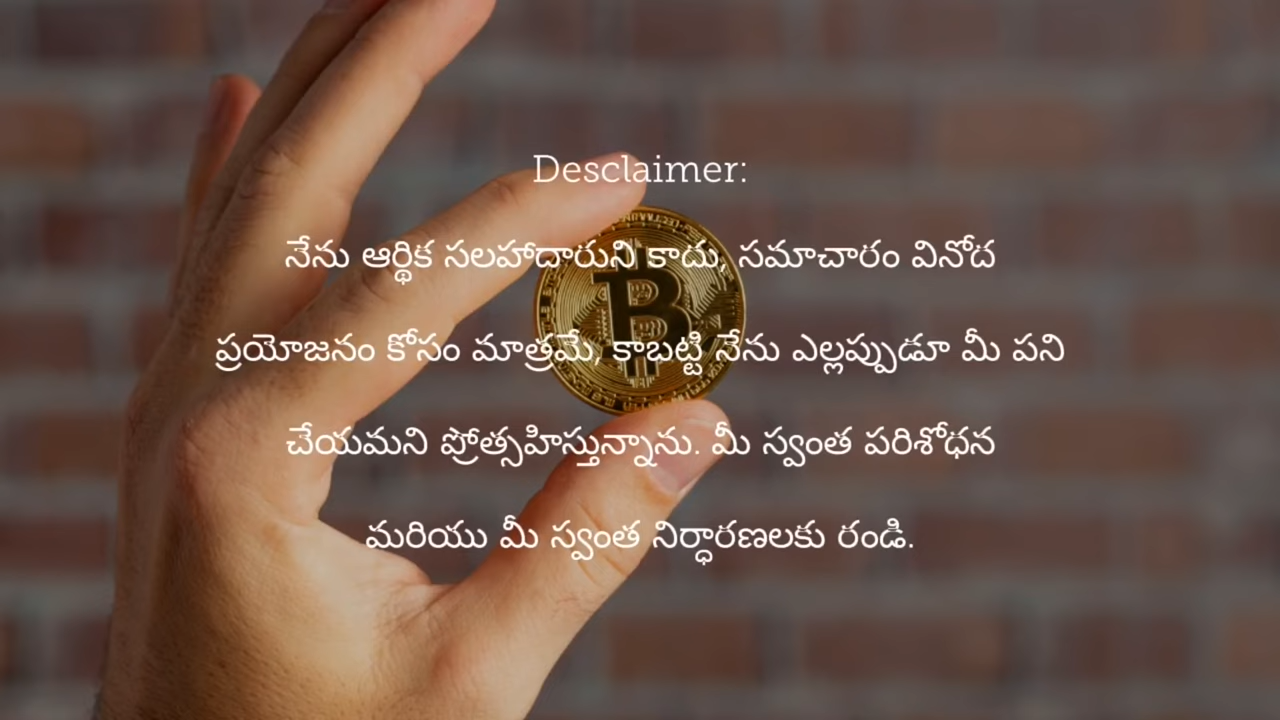 Desclaimer:
నేను ఆర్థిక సలహాదారుని కాదు, సమాచారం వినోద
ప్రయోజనం కోసం మాత్రమే, కాబట్టి నేను ఎల్లప్పుడూ మీ పని
చేయమని ప్రోత్సహిస్తున్నాను. మీ స్వంత పరిశోధన
మరియు మీ స్వంత నిర్ధారణలకు రండి.